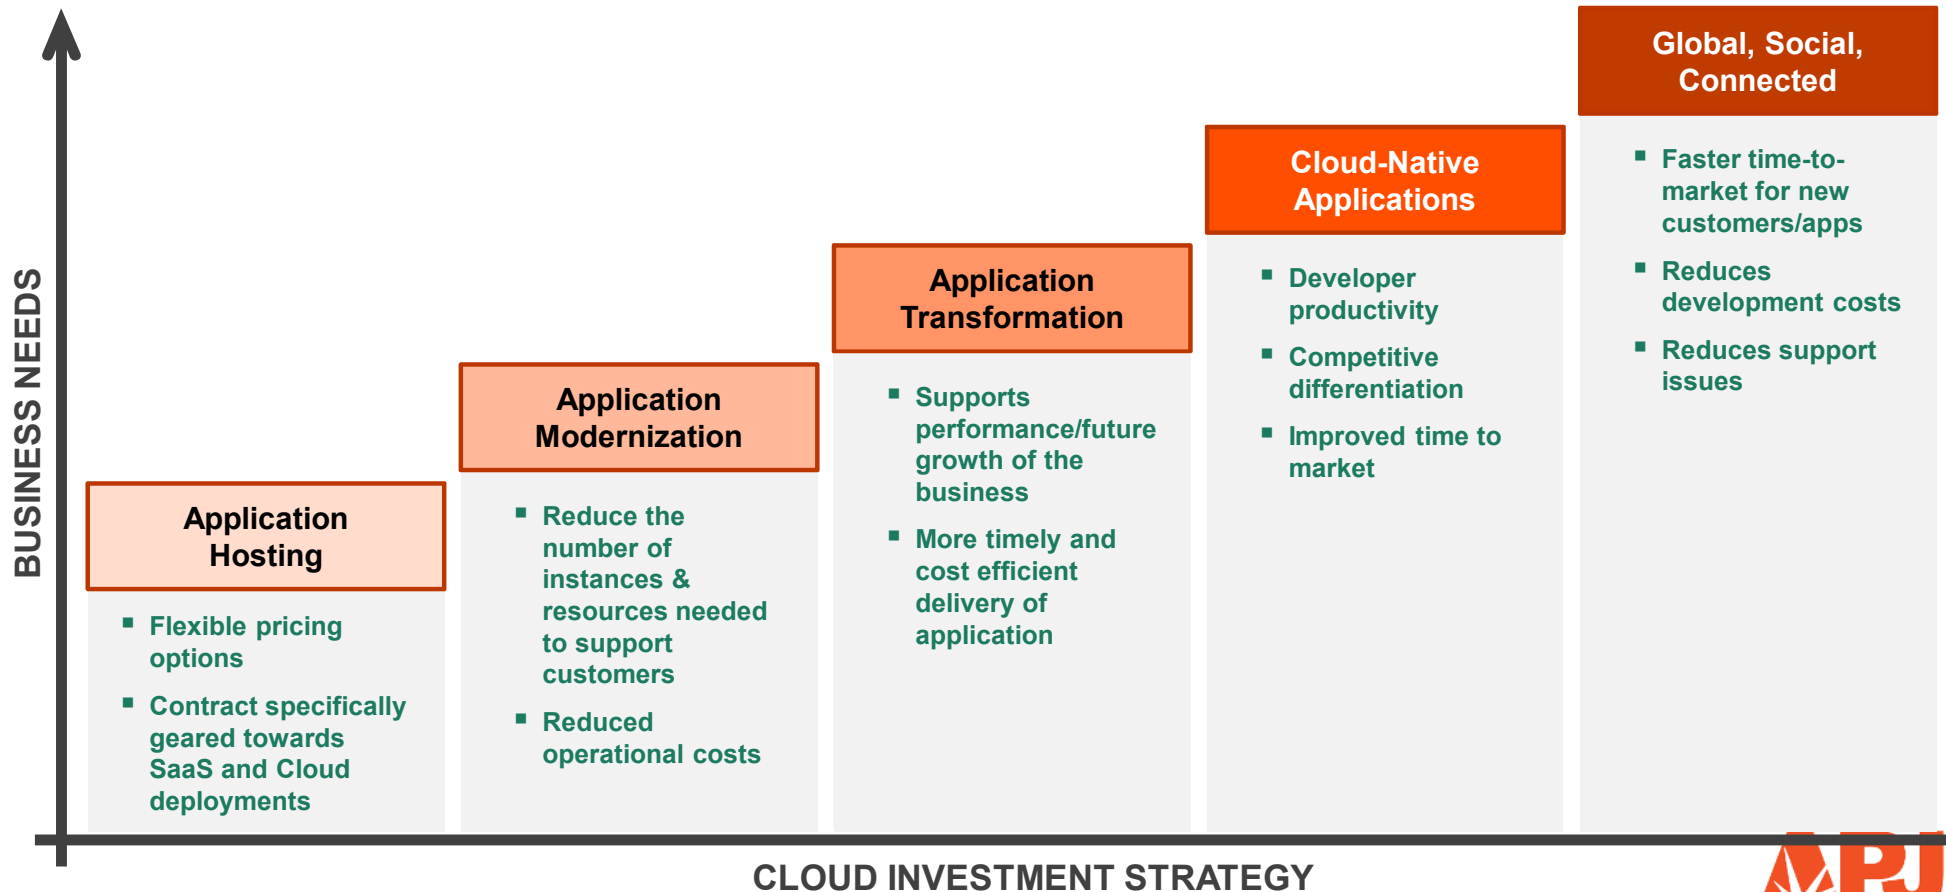 BUSINESS NEEDS
Application
Hosting
Flexible pricing
options
Contract specifically
geared towards
SaaS and Cloud
deployments
Application
Modernization
Reduce the
number of
instances &
resources needed
to support
customers
Reduced
operational costs
Application
Transformation
Supports
performance/future
growth of the
business
More timely and
cost efficient
delivery of
application
Cloud-Native
Applications
Developer
productivity
Competitive
differentiation
Improved time to
market
Global, Social,
Connected
Faster time-to-
market for new
customers/apps
Reduces
development costs
Reduces support
issues
CLOUD INVESTMENT STRATEGY
APJ